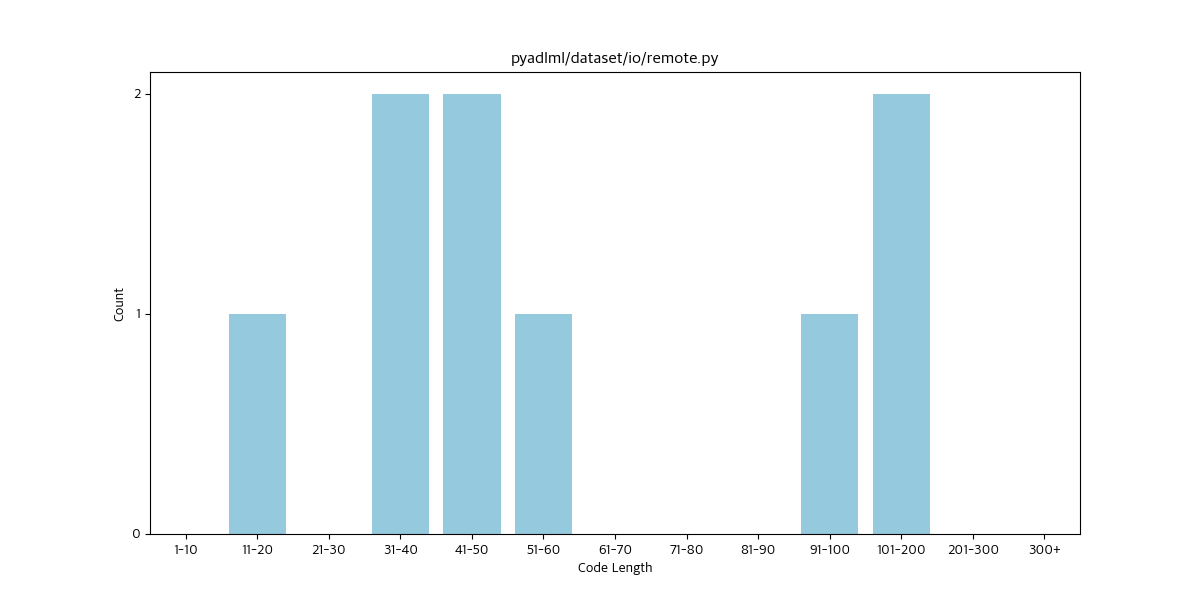 pyadlml/dataset/io/remote.py
Count
2
1
0
1-10 11-20 21-30 31-40 41-50 51-60 61-70 71-80 81-90 91-100 101-200 201-300 300+
Code Length